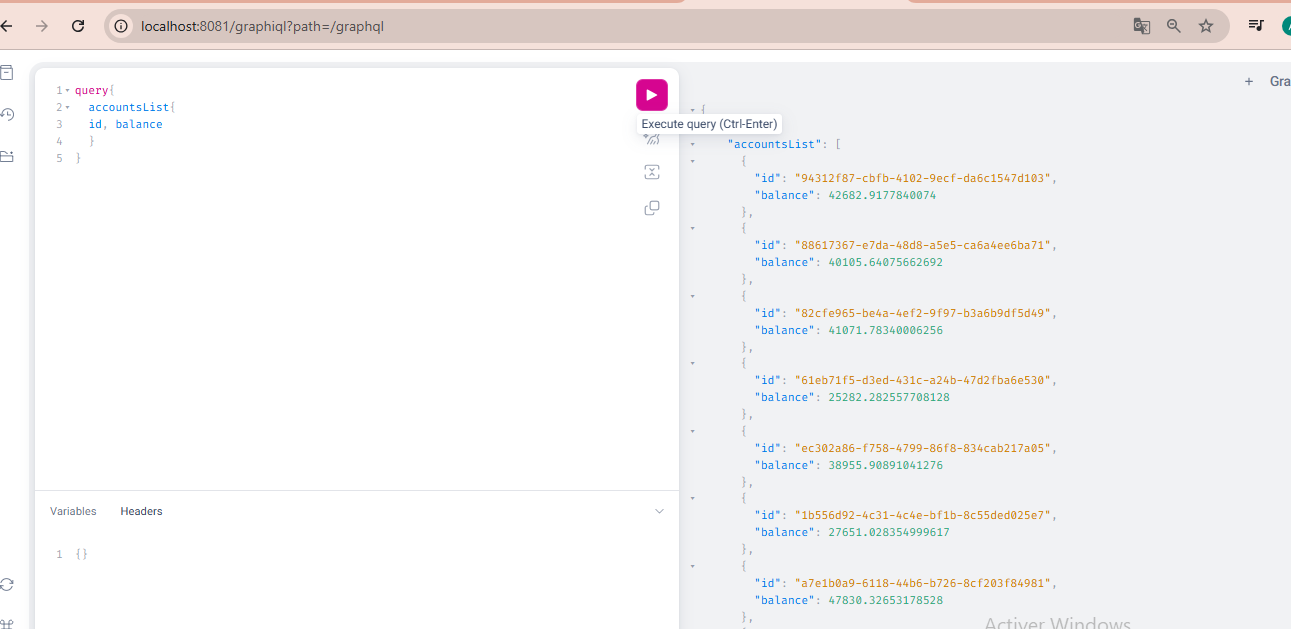 localhost:8081/graphiql?path=/graphql
+ Gra
1 query{
2 accountsList{
3 id, balance
4 }
5 }
Execute query (Ctrl-Enter)
{
"accountsList": [
{
"id": "94312f87-cbfb-4102-9ecf-da6c1547d103",
"balance": 42682.9177840074
},
{
"id": "88617367-e7da-48d8-a5e5-ca6a4ee6ba71",
"balance": 40105.64075662692
},
{
"id": "82cfe965-be4a-4ef2-9f97-b3a6b9df5d49",
"balance": 41071.78340006256
},
{
"id": "61eb71f5-d3ed-431c-a24b-47d2fba6e530",
"balance": 25282.282557708128
},
{
"id": "ec302a86-f758-4799-86f8-834cab217a05",
"balance": 38955.90891041276
},
{
"id": "1b556d92-4c31-4c4e-bf1b-8c55ded025e7",
"balance": 27651.028354999617
},
{
"id": "a7e1b0a9-6118-44b6-b726-8cf203f84981",
"balance": 47830.32653178528
},
Variables Headers
1 {}
Activer Windows